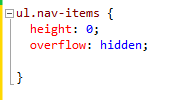 ul.nav-items {
height: 0;
overflow: hidden;
}